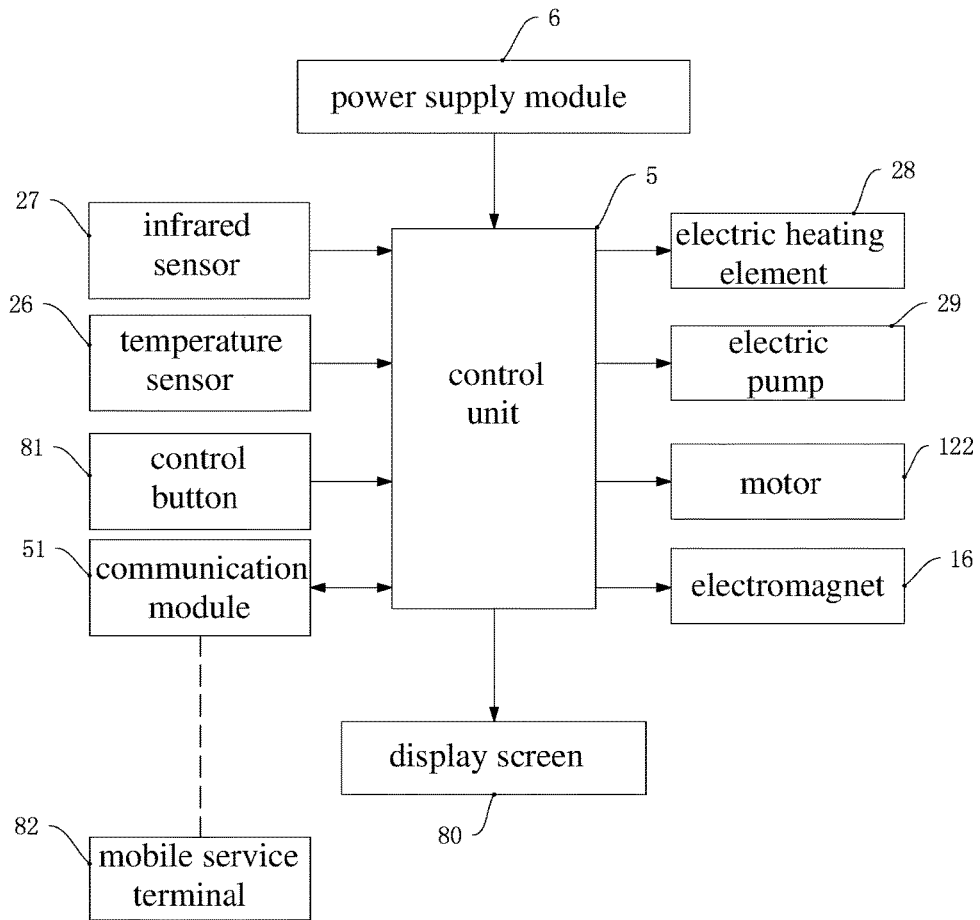 6
power supply module
27
infrared
sensor
5
28
electric heating
element
26
temperature
sensor
control
unit
29
electric
pump
81
control
button
122
motor
51
communication
module
16
electromagnet
display screen
80
82
mobile service
terminal